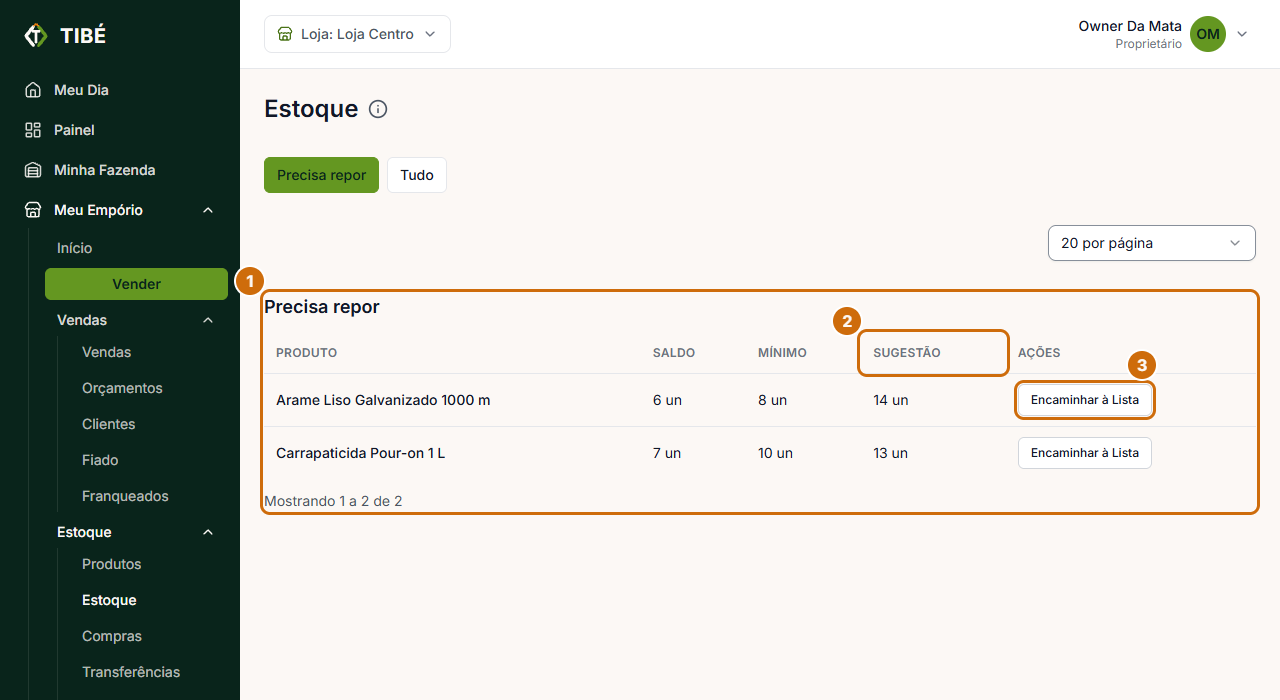 TIBÉ
Meu Dia
Painel
Minha Fazenda
Meu Empório
Início
Vender
Vendas
Vendas
Orçamentos
Clientes
Fiado
Franqueados
Estoque
Produtos
Estoque
Compras
Transferências
Loja: Loja Centro
Owner Da Mata
Proprietário
OM
Estoque
Precisa repor Tudo
20 por página
1
Precisa repor
2
PRODUTO SALDO MÍNIMO SUGESTÃO AÇÕES
3
Arame Liso Galvanizado 1000 m 6 un 8 un 14 un Encaminhar à Lista
Carrapaticida Pour-on 1 L 7 un 10 un 13 un Encaminhar à Lista
Mostrando 1 a 2 de 2